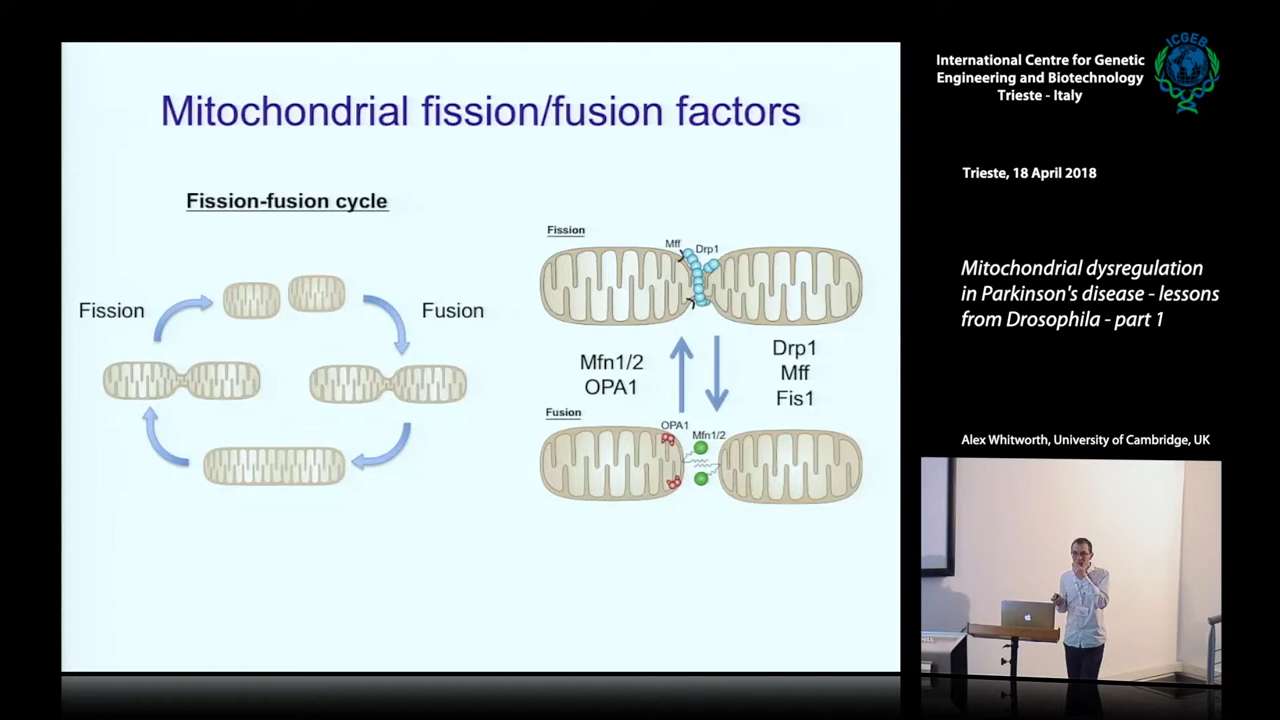 Mitochondrial fission/fusion factors
Fission-fusion cycle
Fission
Fusion
Fission
Mff
Drp1
Mfn1/2
OPA1
Drp1
Mff
Fis1
Fusion
OPA1
Mfn1/2
ICGEB
International Centre for Genetic
Engineering and Biotechnology
Trieste - Italy
Trieste, 18 April 2018
Mitochondrial dysregulation
in Parkinson's disease - lessons
from Drosophila - part 1
Alex Whitworth, University of Cambridge, UK